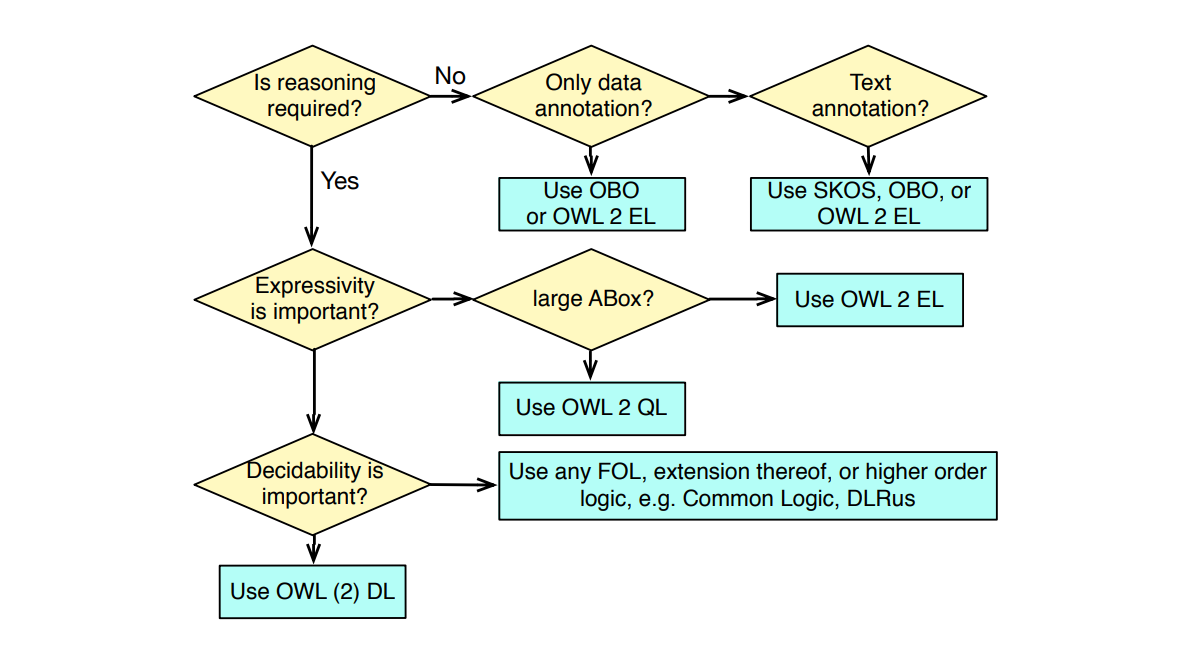 Is reasoning
required?
No
Only data
annotation?
Text
annotation?
Yes
Use OBO
or OWL 2 EL
Use SKOS, OBO, or
OWL 2 EL
Expressivity
is important?
large ABox?
Use OWL 2 EL
Use OWL 2 QL
Decidability is
important?
Use any FOL, extension thereof, or higher order
logic, e.g. Common Logic, DLRus
Use OWL (2) DL